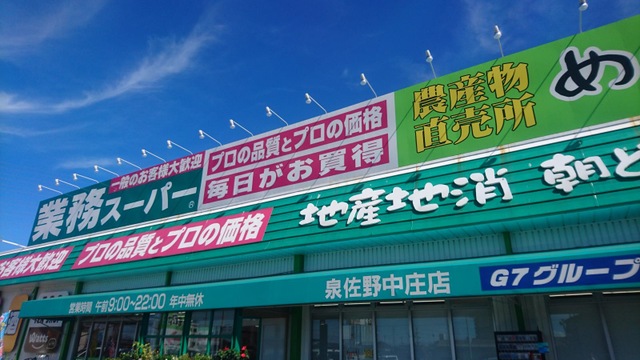 一般のお客様大歓迎
業務スーパー®
プロの品質とプロの価格
毎日がお買得
農産物
直売所
め
お客様大歓迎
プロの品質とプロの価格
地産地消
朝と
営業時間 午前9:00~22:00 年中無休
泉佐野中庄店
G7グループ